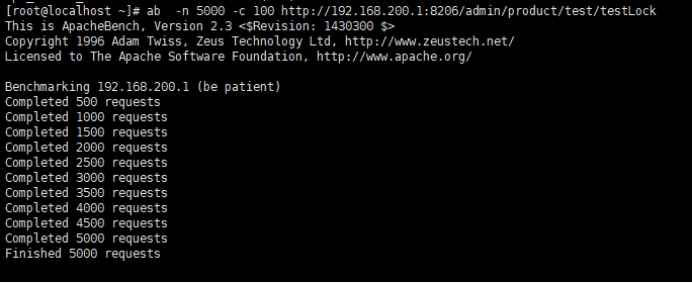 [root@localhost ~]# ab  -n 5000 -c 100 http://192.168.200.1:8206/admin/product/test/testLock
This is ApacheBench, Version 2.3 <$Revision: 1430300 $>
Copyright 1996 Adam Twiss, Zeus Technology Ltd, http://www.zeustech.net/
Licensed to The Apache Software Foundation, http://www.apache.org/

Benchmarking 192.168.200.1 (be patient)
Completed 500 requests
Completed 1000 requests
Completed 1500 requests
Completed 2000 requests
Completed 2500 requests
Completed 3000 requests
Completed 3500 requests
Completed 4000 requests
Completed 4500 requests
Completed 5000 requests
Finished 5000 requests